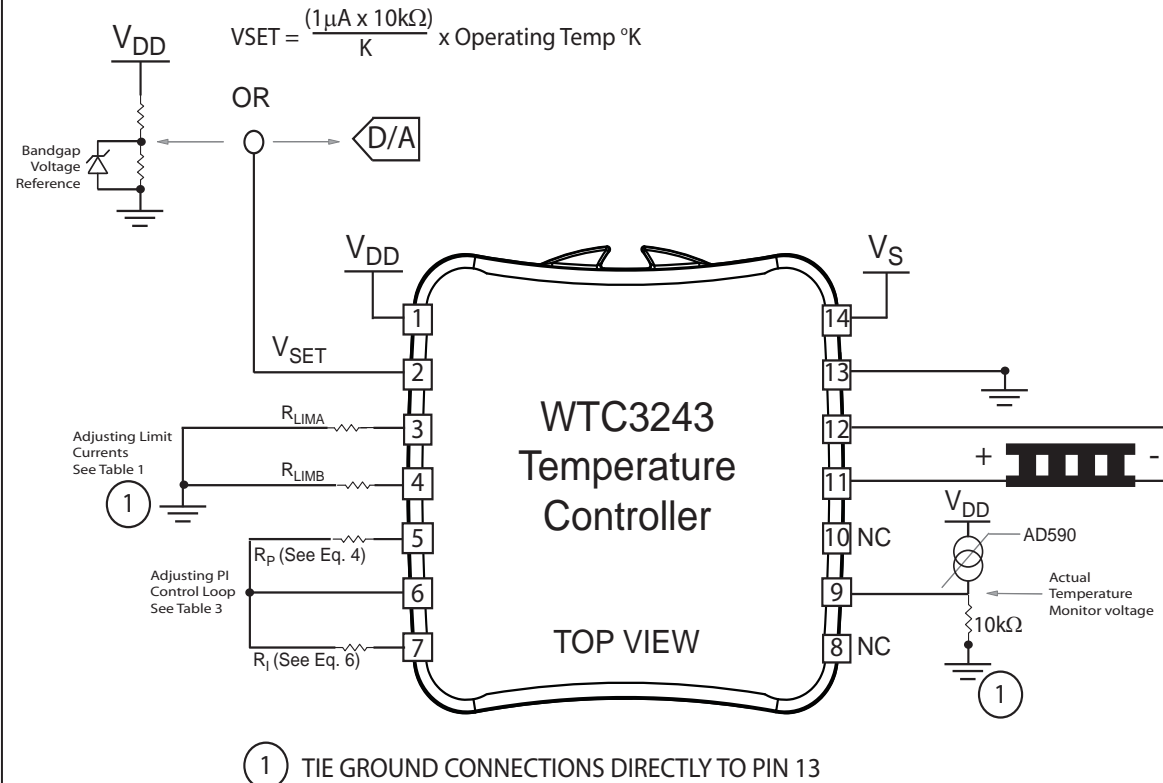 VSET = (1µA x 10kΩ) / K x Operating Temp °K
VDD
OR
D/A
Bandgap
Voltage
Reference
VDD
VS
1
14
VSET
2
13
RLIMA
3
12
Adjusting Limit
Currents
See Table 1
1
RLIMB
4
11
+
-
WTC3243
Temperature
Controller
VDD
AD590
RP (See Eq. 4)
5
10
NC
Adjusting PI
Control Loop
See Table 3
6
9
Actual
Temperature
Monitor voltage
10kΩ
RI (See Eq. 6)
7
TOP VIEW
8
NC
1
1 TIE GROUND CONNECTIONS DIRECTLY TO PIN 13